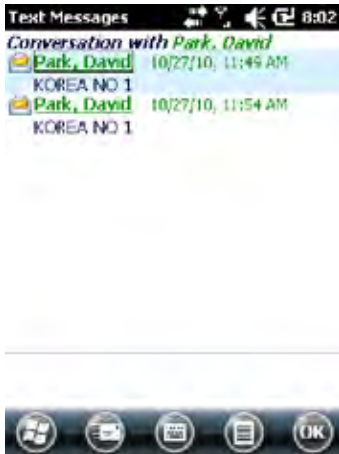 Text Messages 8:02
Conversation with Park, David
Park, David 10/27/10, 11:49 AM
KOREA NO 1
Park, David 10/27/10, 11:54 AM
KOREA NO 1
OK